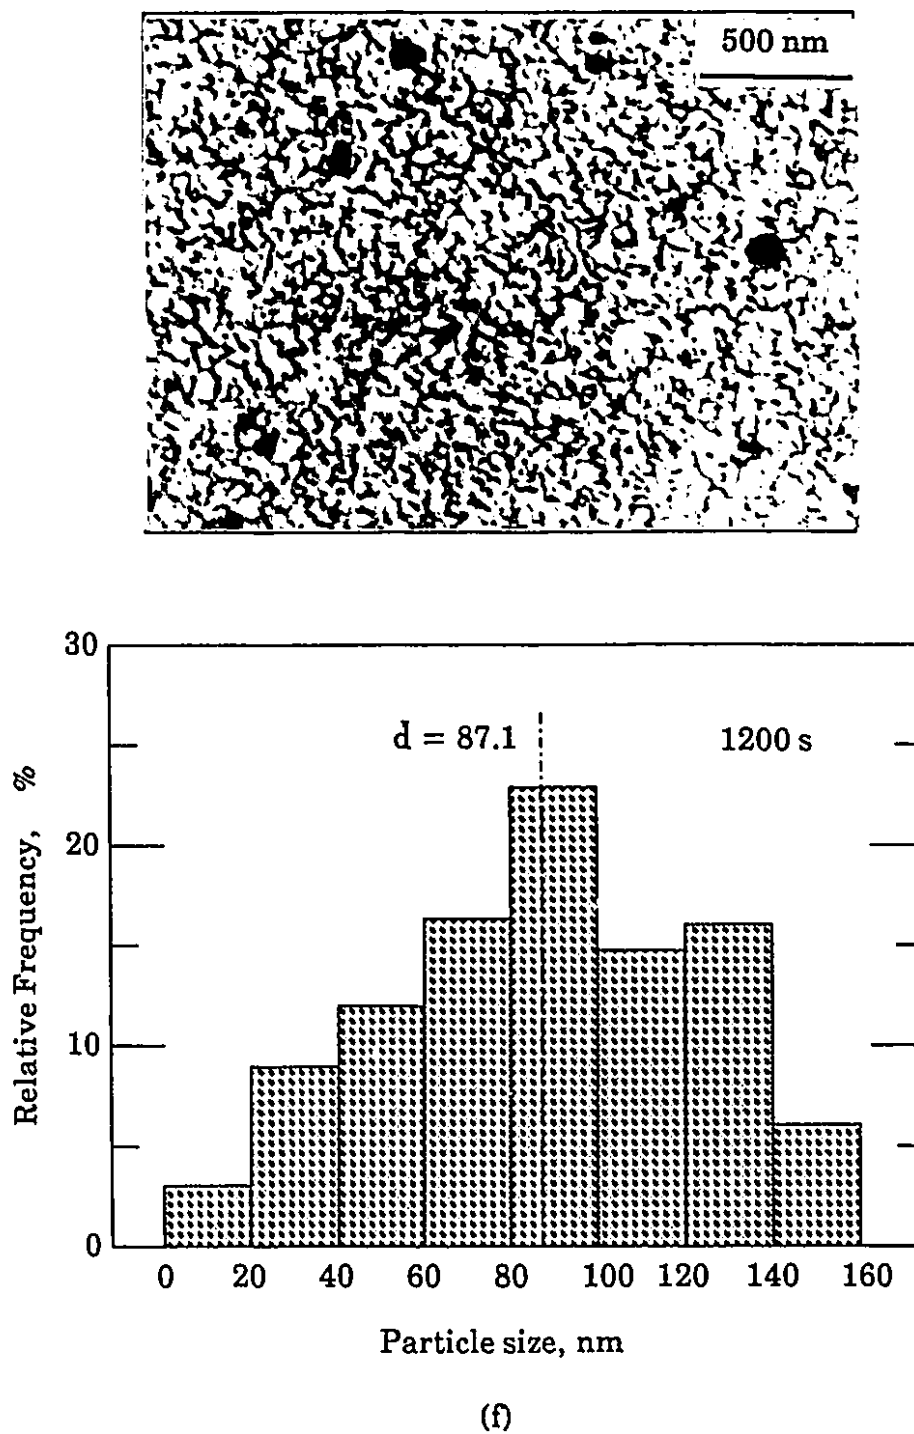 500 nm
30
d = 87.1
1200 s
20
10
0
Relative Frequency, %
0 20 40 60 80 100 120 140 160
Particle size, nm
(f)